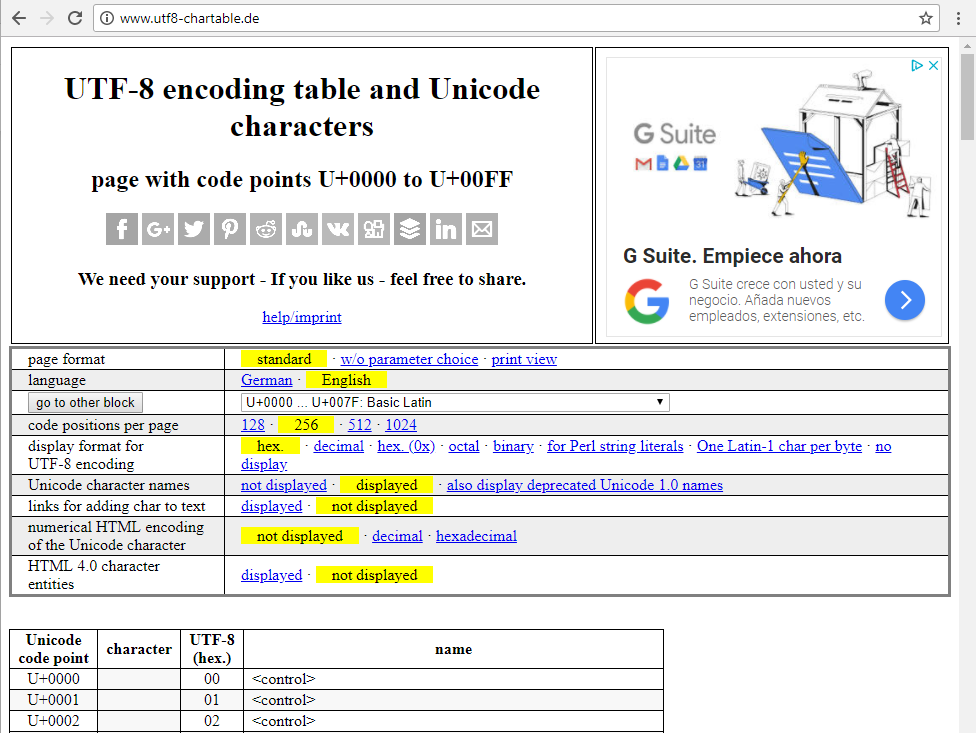 www.utf8-chartable.de
UTF-8 encoding table and Unicode
characters
page with code points U+0000 to U+00FF
We need your support - If you like us - feel free to share.
help/imprint
G Suite
31
G Suite. Empiece ahora
G Suite crece con usted y su
negocio. Añada nuevos
empleados, extensiones, etc.
page format standard · w/o parameter choice · print view
language German · English
go to other block U+0000 ... U+007F: Basic Latin
code positions per page 128 · 256 · 512 · 1024
display format for
UTF-8 encoding hex. · decimal · hex. (0x) · octal · binary · for Perl string literals · One Latin-1 char per byte · no
display
Unicode character names not displayed · displayed · also display deprecated Unicode 1.0 names
links for adding char to text displayed · not displayed
numerical HTML encoding
of the Unicode character not displayed · decimal · hexadecimal
HTML 4.0 character
entities displayed · not displayed
Unicode
code point character UTF-8
(hex.) name
U+0000 00 <control>
U+0001 01 <control>
U+0002 02 <control>